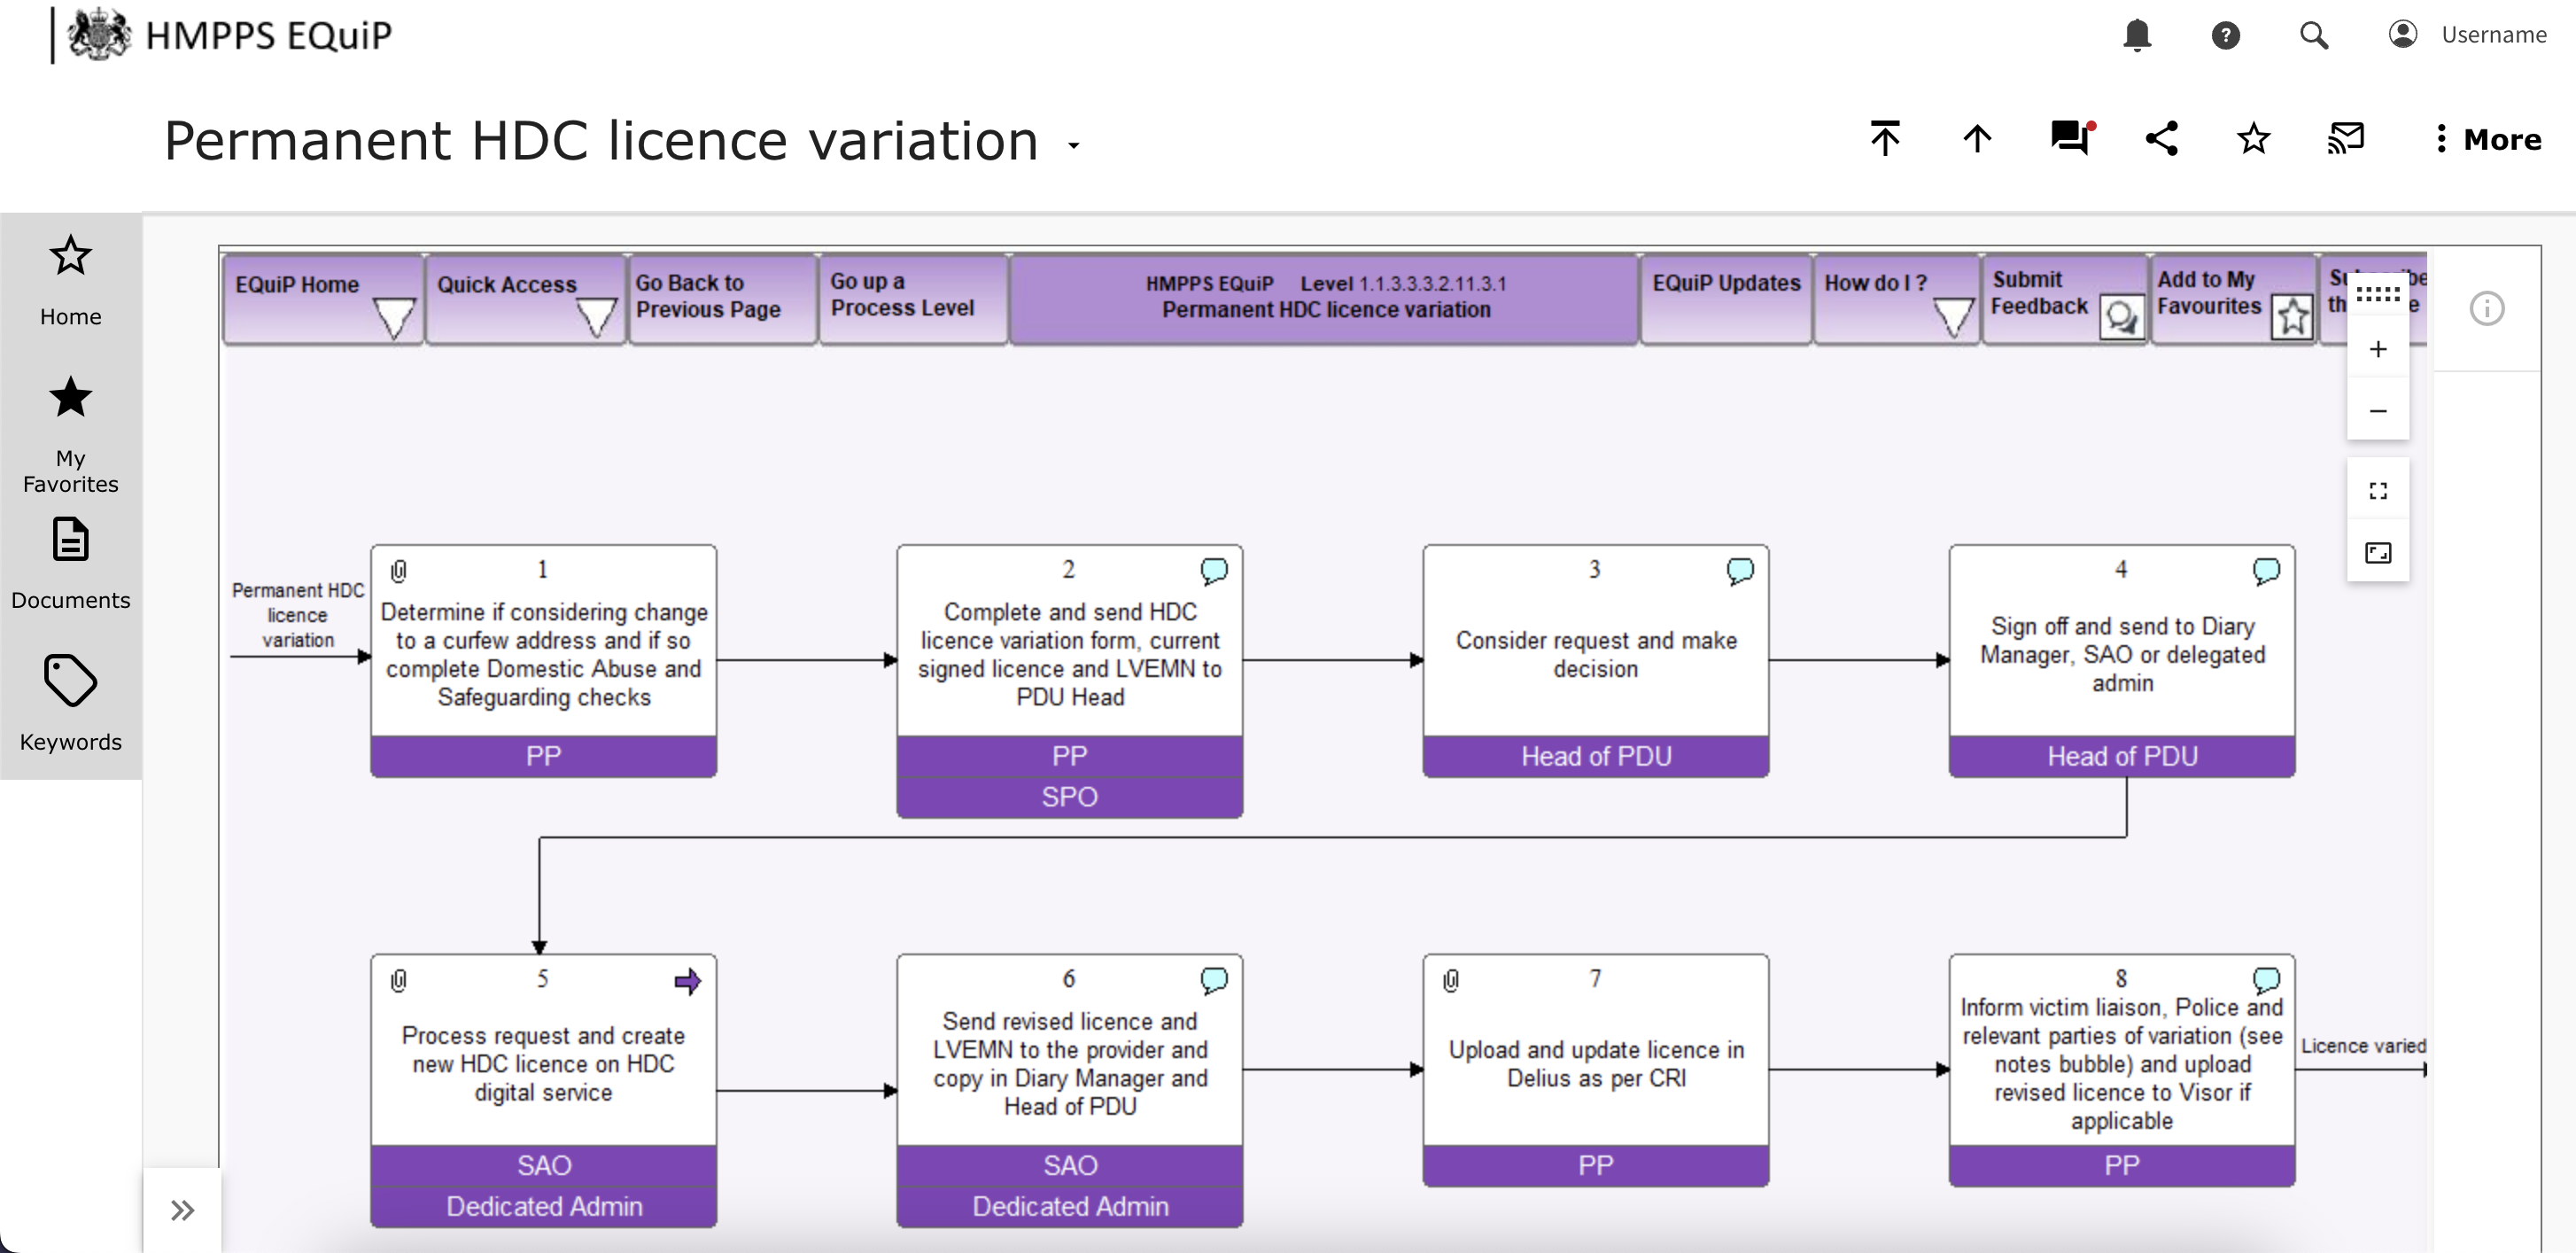 HMPPS EQuiP
Username
Permanent HDC licence variation
More
Home
My
Favorites
Documents
Keywords
EQuiP Home
Quick Access
Go Back to
Previous Page
Go up a
Process Level
HMPPS EQuiP Level 1.1.3.3.3.2.11.3.1
Permanent HDC licence variation
EQuiP Updates
How do I ?
Submit
Feedback
Add to My
Favourites
Permanent HDC
licence
variation
1
Determine if considering change
to a curfew address and if so
complete Domestic Abuse and
Safeguarding checks
PP
2
Complete and send HDC
licence variation form, current
signed licence and LVEMN to
PDU Head
PP
SPO
3
Consider request and make
decision
Head of PDU
4
Sign off and send to Diary
Manager, SAO or delegated
admin
Head of PDU
5
Process request and create
new HDC licence on HDC
digital service
SAO
Dedicated Admin
6
Send revised licence and
LVEMN to the provider and
copy in Diary Manager and
Head of PDU
SAO
Dedicated Admin
7
Upload and update licence in
Delius as per CRI
PP
8
Inform victim liaison, Police and
relevant parties of variation (see
notes bubble) and upload
revised licence to Visor if
applicable
PP
Licence varied